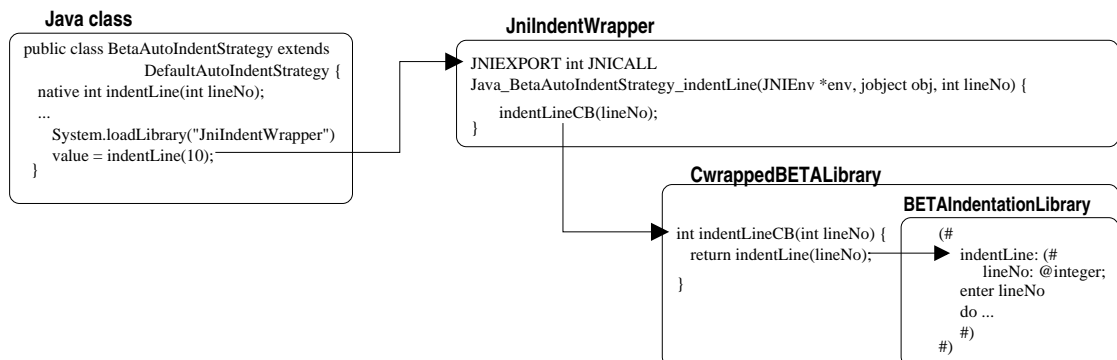 Java class
public class BetaAutoIndentStrategy extends
DefaultAutoIndentStrategy {
native int indentLine(int lineNo);
...
System.loadLibrary("JniIndentWrapper")
value = indentLine(10);
}
JniIndentWrapper
JNIEXPORT int JNICALL
Java_BetaAutoIndentStrategy_indentLine(JNIEnv *env, jobject obj, int lineNo) {
indentLineCB(lineNo);
}
CwrappedBETALibrary
int indentLineCB(int lineNo) {
return indentLine(lineNo);
}
BETAIndentationLibrary
(#
indentLine: (#
lineNo: @integer;
enter lineNo
do ...
#)
#)